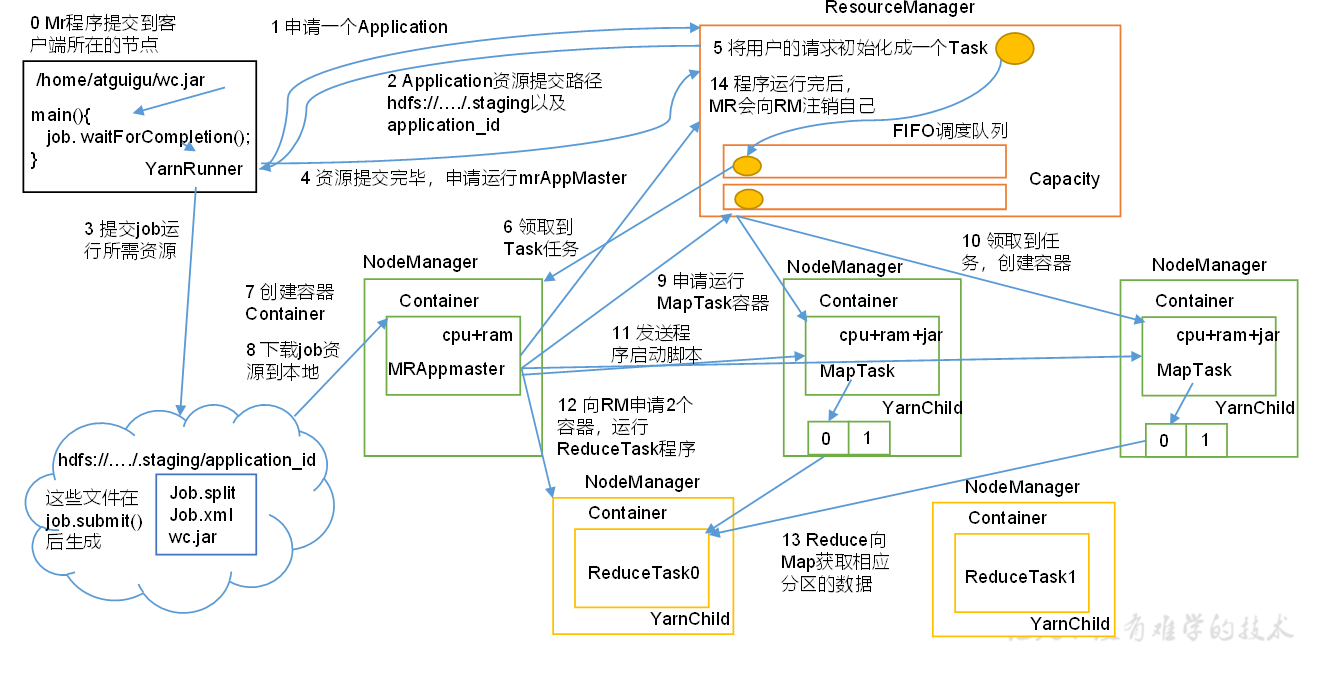 0 Mr程序提交到客
户端所在的节点
/home/atguigu/wc.jar
main(){
job. waitForCompletion();
}
YarnRunner
1 申请一个Application
2 Application资源提交路径
hdfs://…./.staging以及
application_id
4 资源提交完毕，申请运行mrAppMaster
ResourceManager
5 将用户的请求初始化成一个Task
14 程序运行完后，
MR会向RM注销自己
FIFO调度队列
Capacity
3 提交job运
行所需资源
6 领取到
Task任务
NodeManager
Container
cpu+ram
MRAppmaster
7 创建容器
Container
8 下载job资
源到本地
9 申请运行
MapTask容器
10 领取到任
务，创建容器
11 发送程
序启动脚本
NodeManager
Container
cpu+ram+jar
MapTask
YarnChild
0 1
NodeManager
Container
cpu+ram+jar
MapTask
YarnChild
0 1
12 向RM申请2个
容器，运行
ReduceTask程序
hdfs://…./.staging/application_id
这些文件在
job.submit()
后生成
Job.split
Job.xml
wc.jar
NodeManager
Container
ReduceTask0
YarnChild
13 Reduce向
Map获取相应
分区的数据
NodeManager
Container
ReduceTask1
YarnChild
有难学的技术